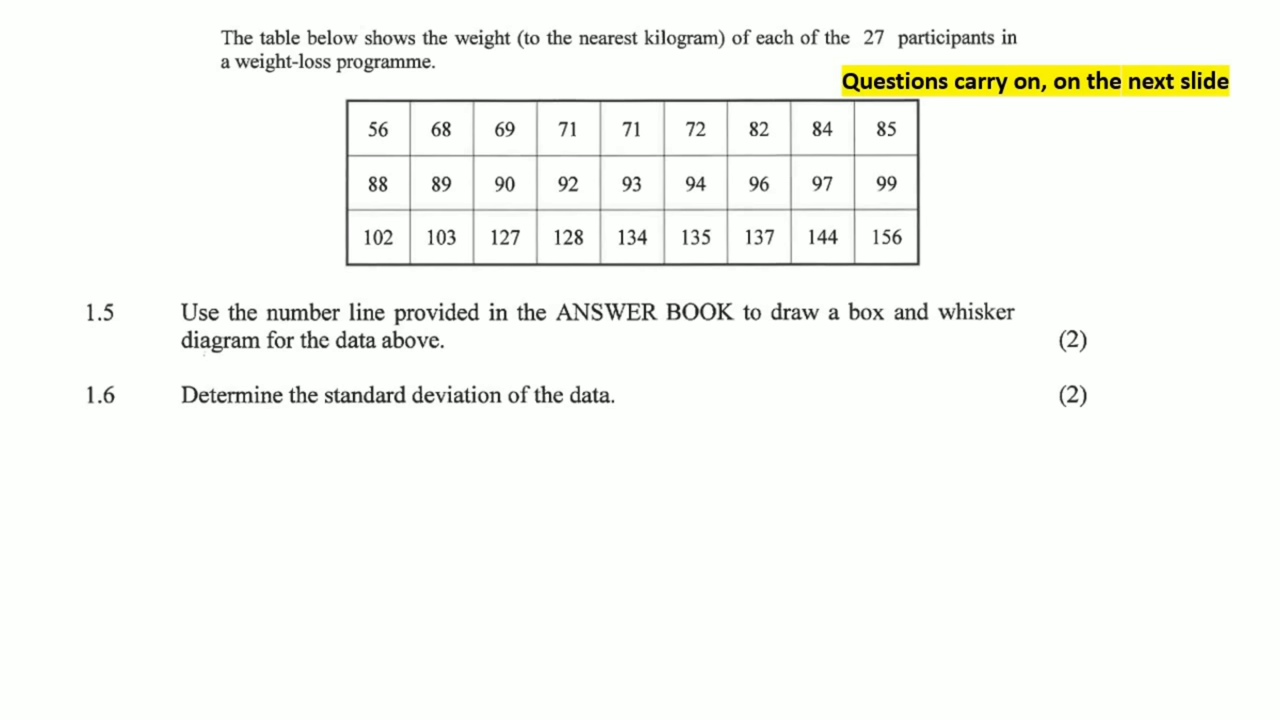 The table below shows the weight (to the nearest kilogram) of each of the 27 participants in
a weight-loss programme.
Questions carry on, on the next slide
56 68 69 71 71 72 82 84 85
88 89 90 92 93 94 96 97 99
102 103 127 128 134 135 137 144 156
1.5 Use the number line provided in the ANSWER BOOK to draw a box and whisker
diagram for the data above. (2)
1.6 Determine the standard deviation of the data. (2)